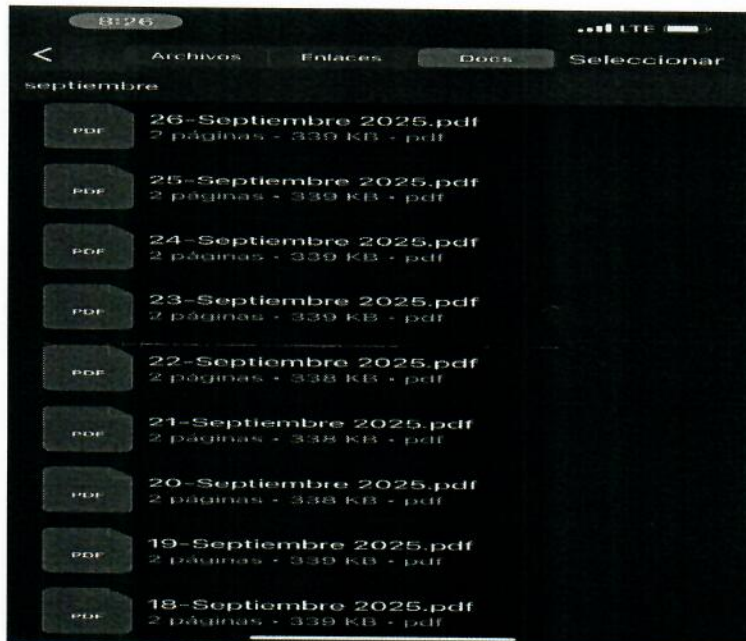 8:26
LTE
Archivos Enlaces Docs Seleccionar
septiembre
PDF
26-Septiembre 2025.pdf
2 páginas - 339 KB - pdf
PDF
25-Septiembre 2025.pdf
2 páginas - 339 KB - pdf
PDF
24-Septiembre 2025.pdf
2 páginas - 339 KB - pdf
PDF
23-Septiembre 2025.pdf
2 páginas - 339 KB - pdf
PDF
22-Septiembre 2025.pdf
2 páginas - 338 KB - pdf
PDF
21-Septiembre 2025.pdf
2 páginas - 338 KB - pdf
PDF
20-Septiembre 2025.pdf
2 páginas - 338 KB - pdf
PDF
19-Septiembre 2025.pdf
2 páginas - 339 KB - pdf
PDF
18-Septiembre 2025.pdf
2 páginas - 339 KB - pdf